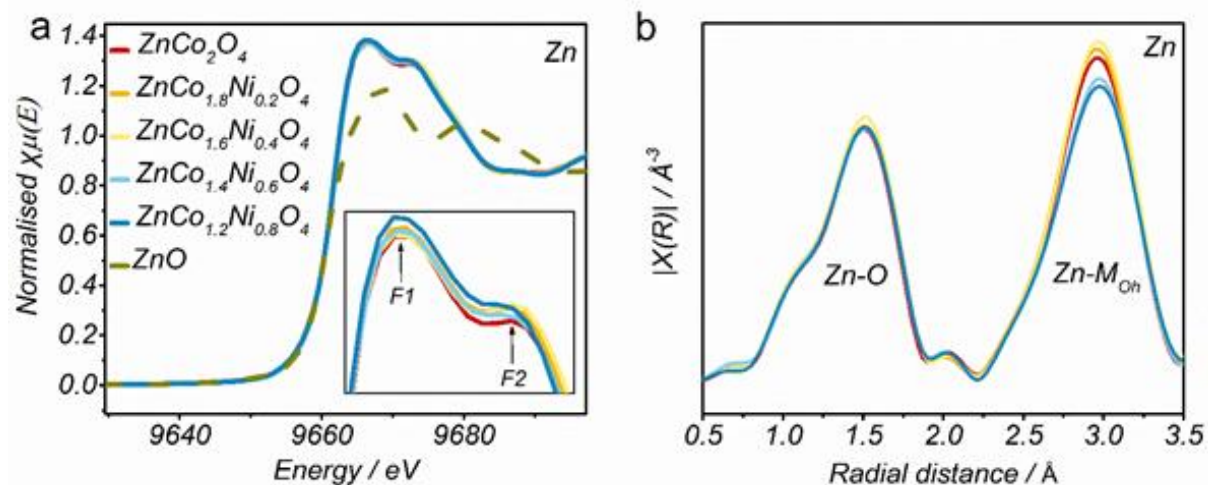 a
Zn
ZnCo2O4
ZnCo1.8Ni0.2O4
ZnCo1.6Ni0.4O4
ZnCo1.4Ni0.6O4
ZnCo1.2Ni0.8O4
ZnO
F1
F2
Normalised χμ(E)
1.4
1.2
1.0
0.8
0.6
0.4
0.2
0.0
9640
9660
9680
Energy / eV
b
Zn
Zn-O
Zn-MOh
|X(R)| / Å-3
0.5
1.0
1.5
2.0
2.5
3.0
3.5
Radial distance / Å